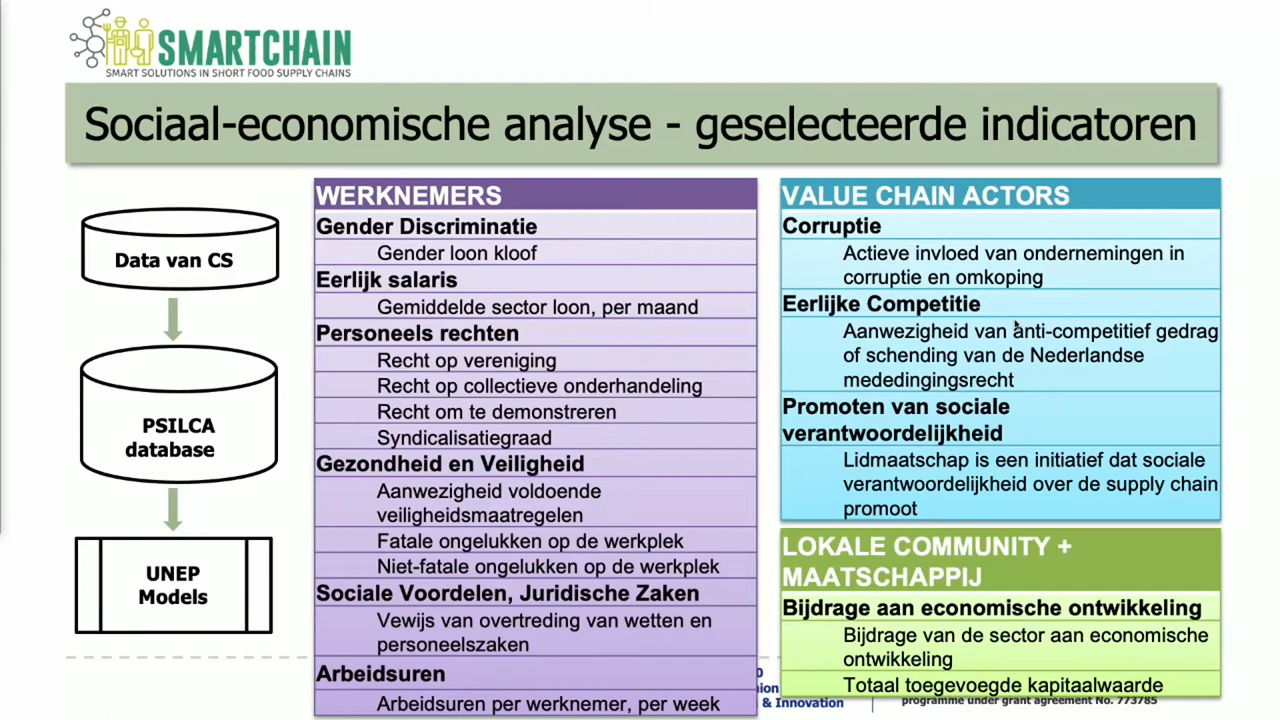 SMARTCHAIN
SMART SOLUTIONS IN SHORT FOOD SUPPLY CHAINS
Sociaal-economische analyse - geselecteerde indicatoren
Data van CS
PSILCA
database
UNEP
Models
WERKNEMERS
Gender Discriminatie
Gender loon kloof
Eerlijk salaris
Gemiddelde sector loon, per maand
Personeels rechten
Recht op vereniging
Recht op collectieve onderhandeling
Recht om te demonstreren
Syndicalisatiegraad
Gezondheid en Veiligheid
Aanwezigheid voldoende
veiligheidsmaatregelen
Fatale ongelukken op de werkplek
Niet-fatale ongelukken op de werkplek
Sociale Voordelen, Juridische Zaken
Vewijs van overtreding van wetten en
personeelszaken
Arbeidsuren
Arbeidsuren per werknemer, per week
VALUE CHAIN ACTORS
Corruptie
Actieve invloed van ondernemingen in
corruptie en omkoping
Eerlijke Competitie
Aanwezigheid van anti-competitief gedrag
of schending van de Nederlandse
mededingingsrecht
Promoten van sociale
verantwoordelijkheid
Lidmaatschap is een initiatief dat sociale
verantwoordelijkheid over de supply chain
promoot
LOKALE COMMUNITY +
MAATSCHAPPIJ
Bijdrage aan economische ontwikkeling
Bijdrage van de sector aan economische
ontwikkeling
Totaal toegevoegde kapitaalwaarde
& Innovation
programme under grant agreement No. 773785